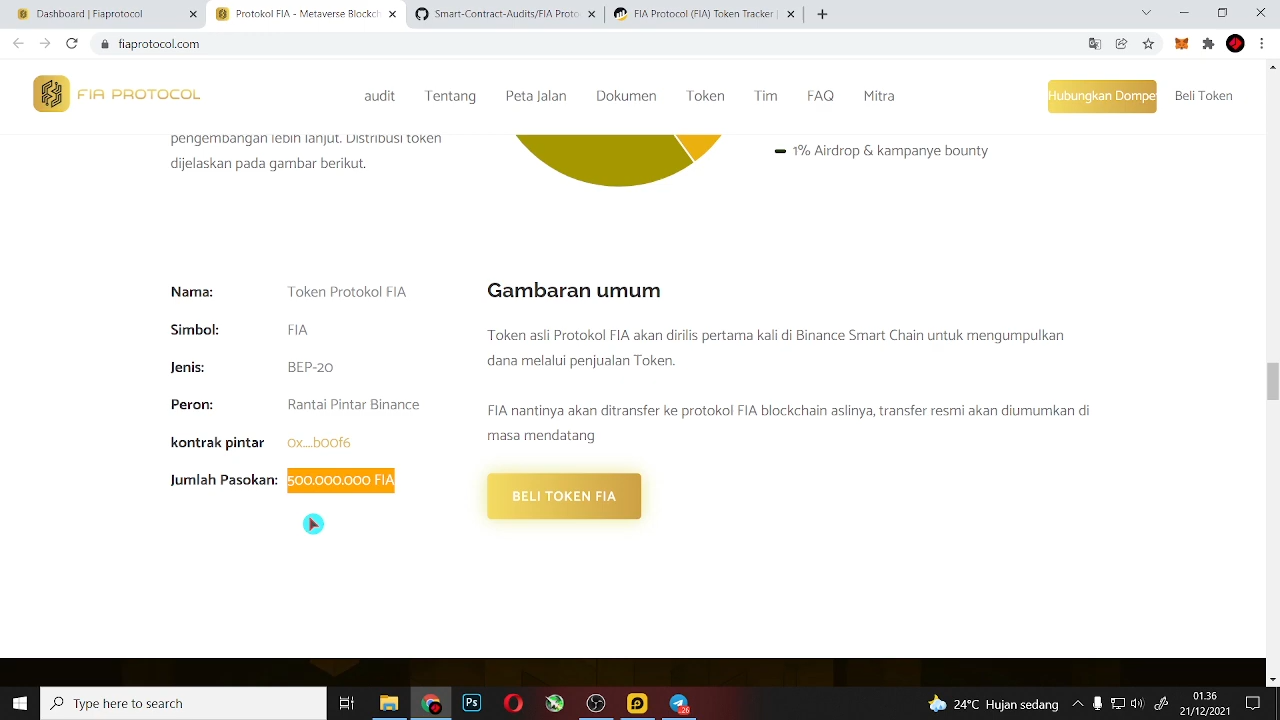 Dasbor | Protokol Blockchain
Protokol FIA - Metaverse Blockch
Smart-Contract-Audits/FIA Proto
FIA Protocol (FIA) Token Tracker |
fiaprotocol.com
FIA PROTOCOL
audit Tentang Peta Jalan Dokumen Token Tim FAQ Mitra
Hubungkan Dompe
Beli Token
pengembangan lebih lanjut. Distribusi token
dijelaskan pada gambar berikut.
1% Airdrop & kampanye bounty
Nama: Token Protokol FIA
Simbol: FIA
Jenis: BEP-20
Peron: Rantai Pintar Binance
kontrak pintar 0x....b00f6
Jumlah Pasokan: 500.000.000 FIA
Gambaran umum
Token asli Protokol FIA akan dirilis pertama kali di Binance Smart Chain untuk mengumpulkan
dana melalui penjualan Token.
FIA nantinya akan ditransfer ke protokol FIA blockchain aslinya, transfer resmi akan diumumkan di
masa mendatang
BELI TOKEN FIA
Type here to search
Ps
26
24°C Hujan sedang
01.36
21/12/2021